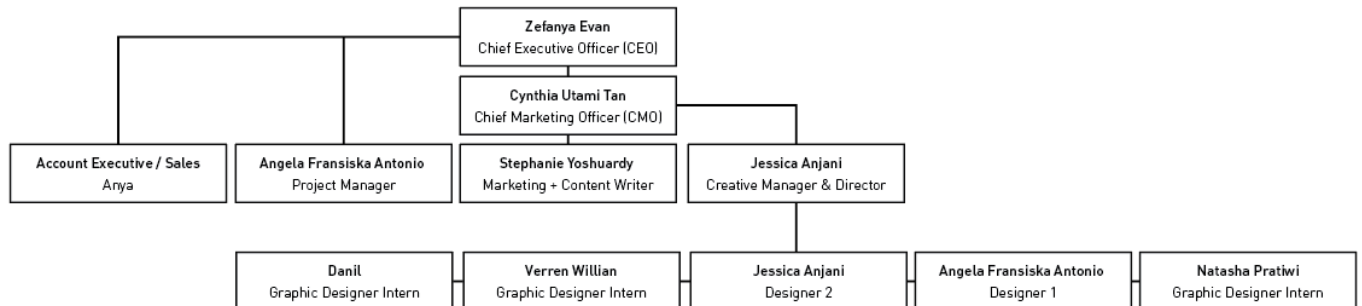 Zefanya Evan
Chief Executive Officer (CEO)
Cynthia Utami Tan
Chief Marketing Officer (CMO)
Account Executive / Sales
Anya
Angela Fransiska Antonio
Project Manager
Stephanie Yoshuardy
Marketing + Content Writer
Jessica Anjani
Creative Manager & Director
Danil
Graphic Designer Intern
Verren Willian
Graphic Designer Intern
Jessica Anjani
Designer 2
Angela Fransiska Antonio
Designer 1
Natasha Pratiwi
Graphic Designer Intern